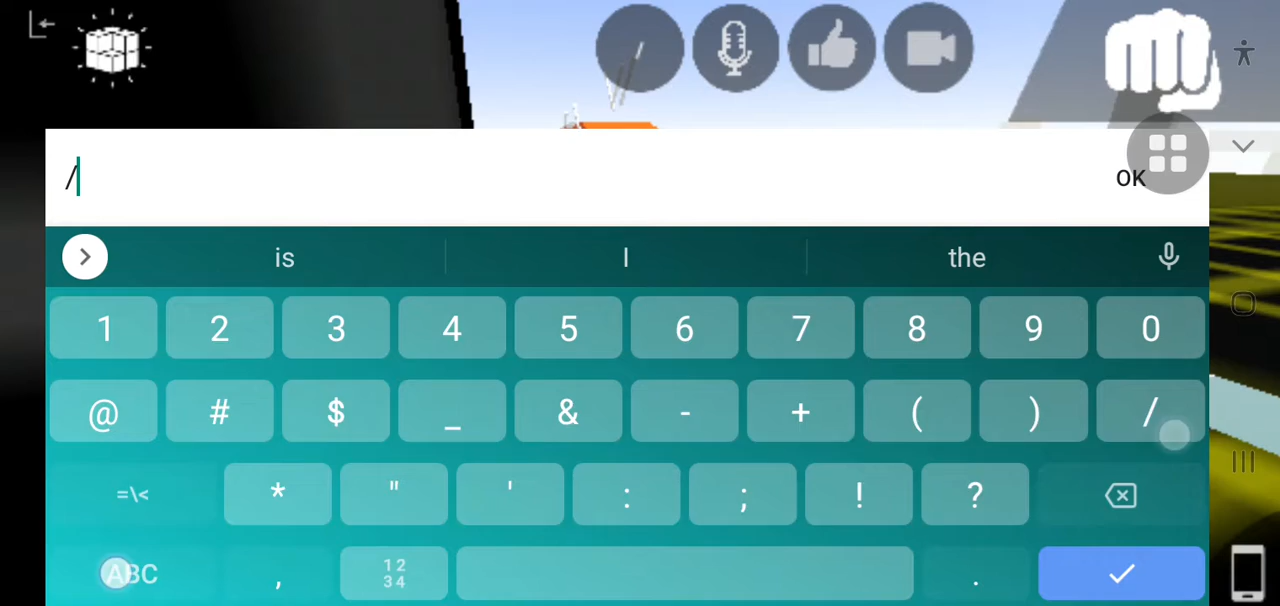 /
OK
is I the
1 2 3 4 5 6 7 8 9 0
@ # $ _ & - + ( ) /
=\< * " ' : ; ! ?
ABC , 12 .
34